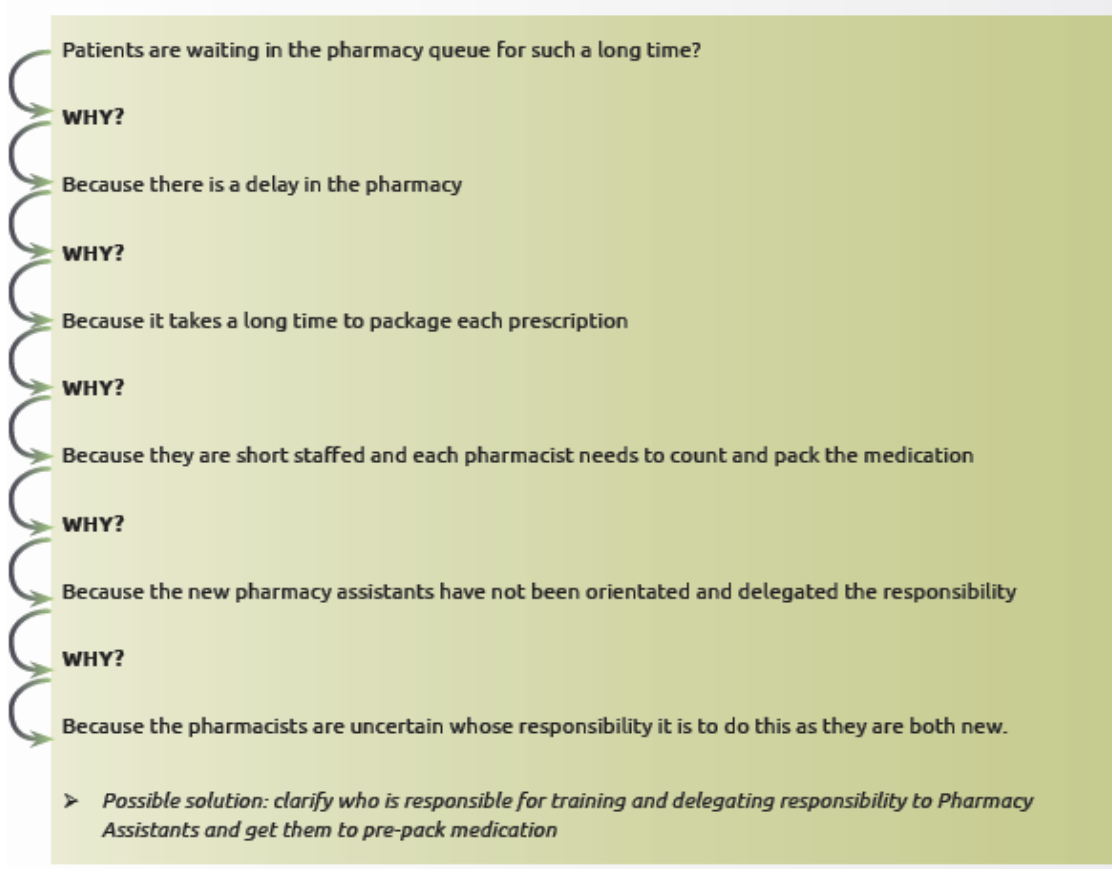 Patients are waiting in the pharmacy queue for such a long time?
WHY?
Because there is a delay in the pharmacy
WHY?
Because it takes a long time to package each prescription
WHY?
Because they are short staffed and each pharmacist needs to count and pack the medication
WHY?
Because the new pharmacy assistants have not been orientated and delegated the responsibility
WHY?
Because the pharmacists are uncertain whose responsibility it is to do this as they are both new.
➢ Possible solution: clarify who is responsible for training and delegating responsibility to Pharmacy
Assistants and get them to pre-pack medication